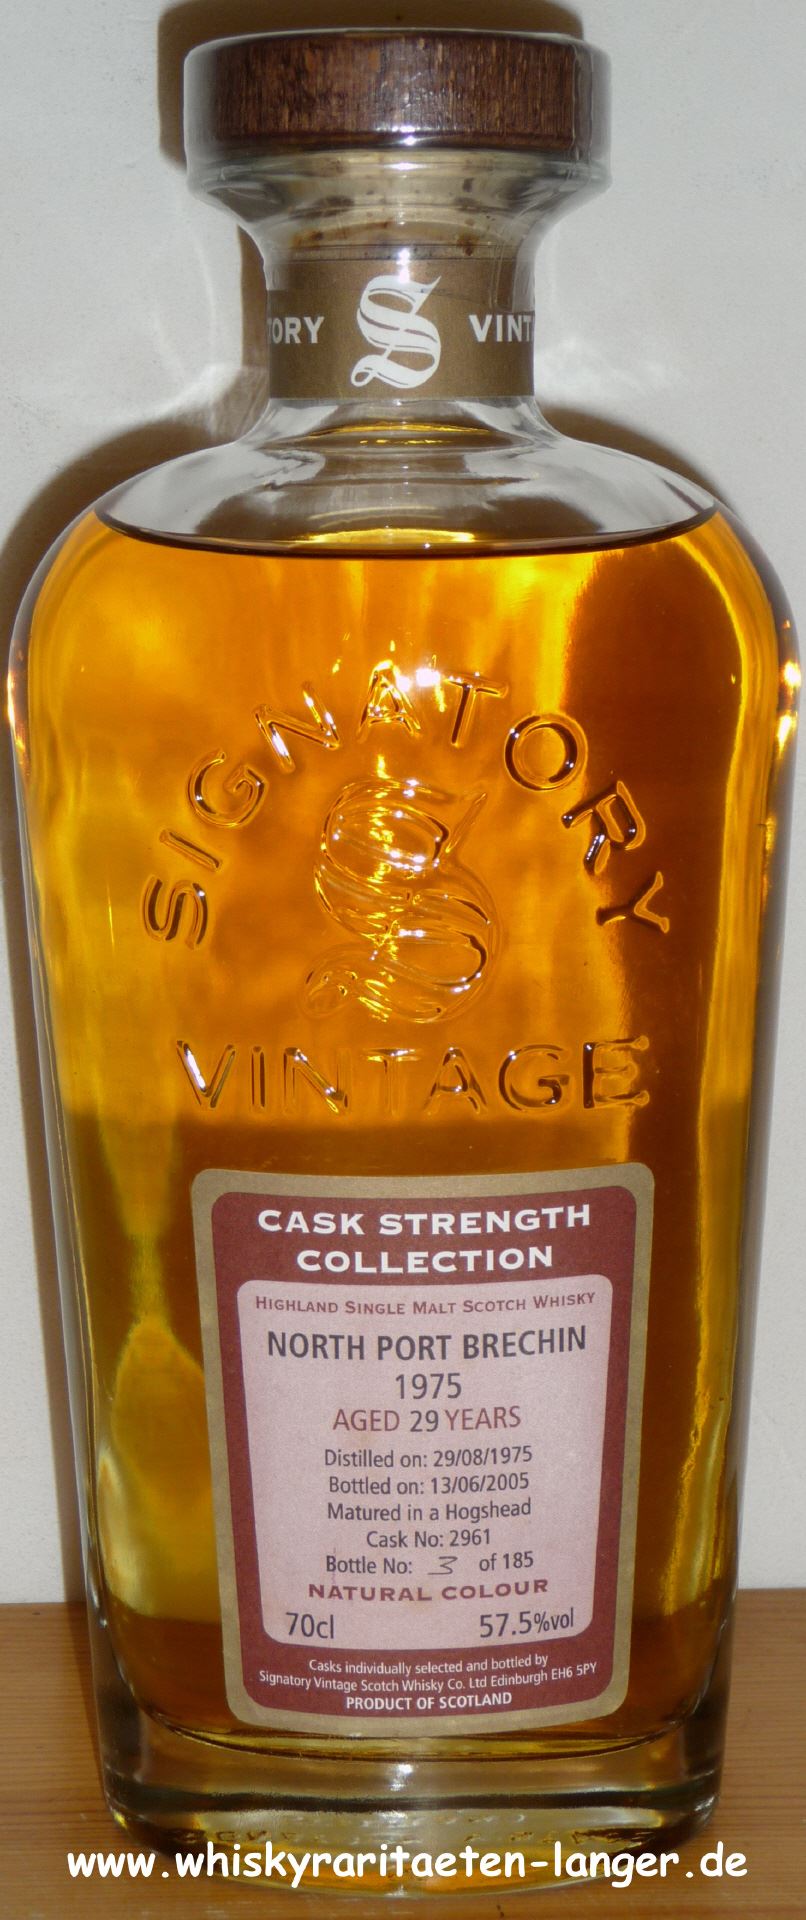 TORY S VINT
SIGNATORY
S
VINTAGE
CASK STRENGTH
COLLECTION
HIGHLAND SINGLE MALT SCOTCH WHISKY
NORTH PORT BRECHIN
1975
AGED 29 YEARS
Distilled on: 29/08/1975
Bottled on: 13/06/2005
Matured in a Hogshead
Cask No: 2961
Bottle No: 3 of 185
NATURAL COLOUR
70cl 57.5%vol
Casks individually selected and bottled by
Signatory Vintage Scotch Whisky Co. Ltd Edinburgh EH6 5PY
PRODUCT OF SCOTLAND
www.whiskyraritaeten-langer.de